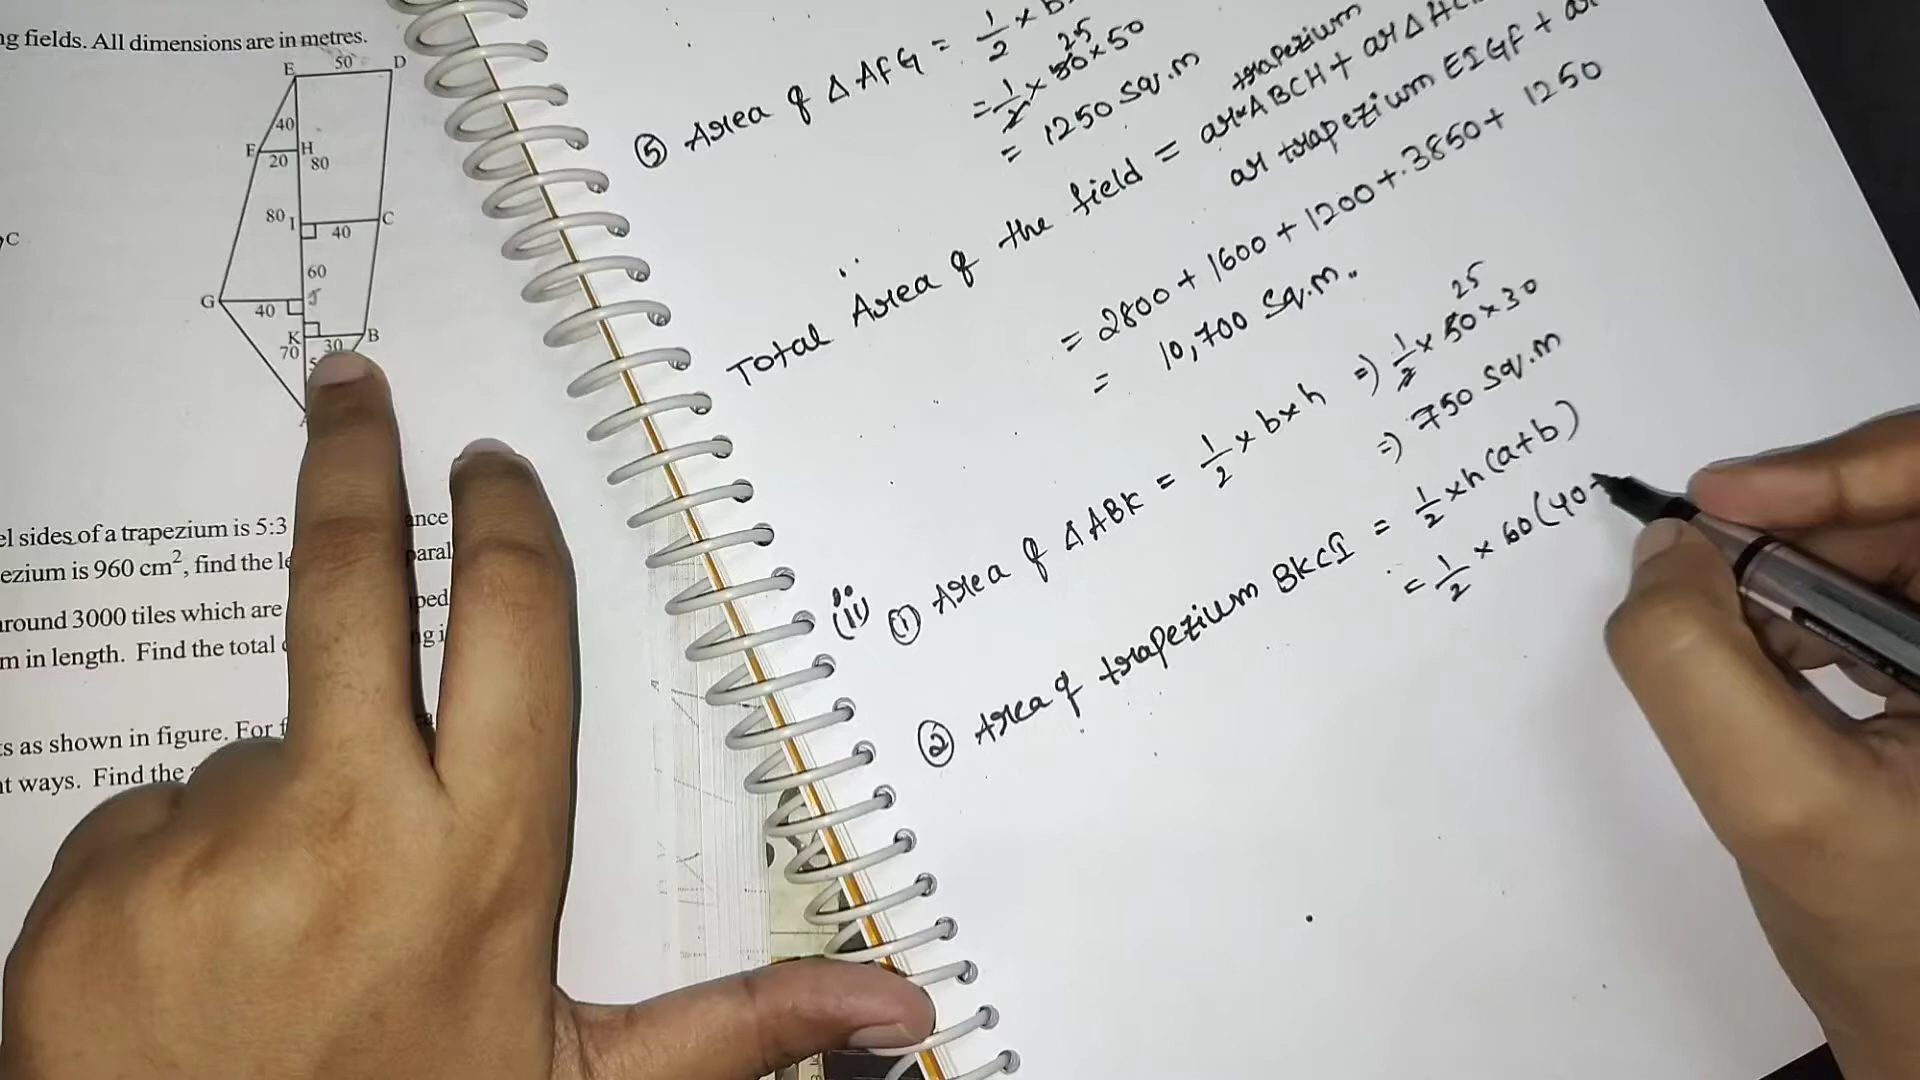 g fields. All dimensions are in metres.
E 50 D
40
F H
20 80
80 I C
40
60
G J
40
K B
70 30
C
el sides of a trapezium is 5:3 ance
ezium is 960 cm², find the paral
around 3000 tiles which are ped
m in length. Find the total
s as shown in figure. For
t ways. Find the
⑤ Area of △AFG = 1/2 × b
25
= 1/2 × 50 × 50
= 1250 sq.m
trapezium
∴ Total Area of the field = ar ABCH + ar △
ar trapezium EIGF + ar
= 2800 + 1600 + 1200 + 3850 + 1250
= 10,700 sq.m.
(ii) ① Area of △ABK = 1/2 × b × h ⇒ 1/2 × 50 × 30
25
⇒ 750 sq.m
② Area of trapezium BKCI = 1/2 × h (a+b)
= 1/2 × 60 (40+